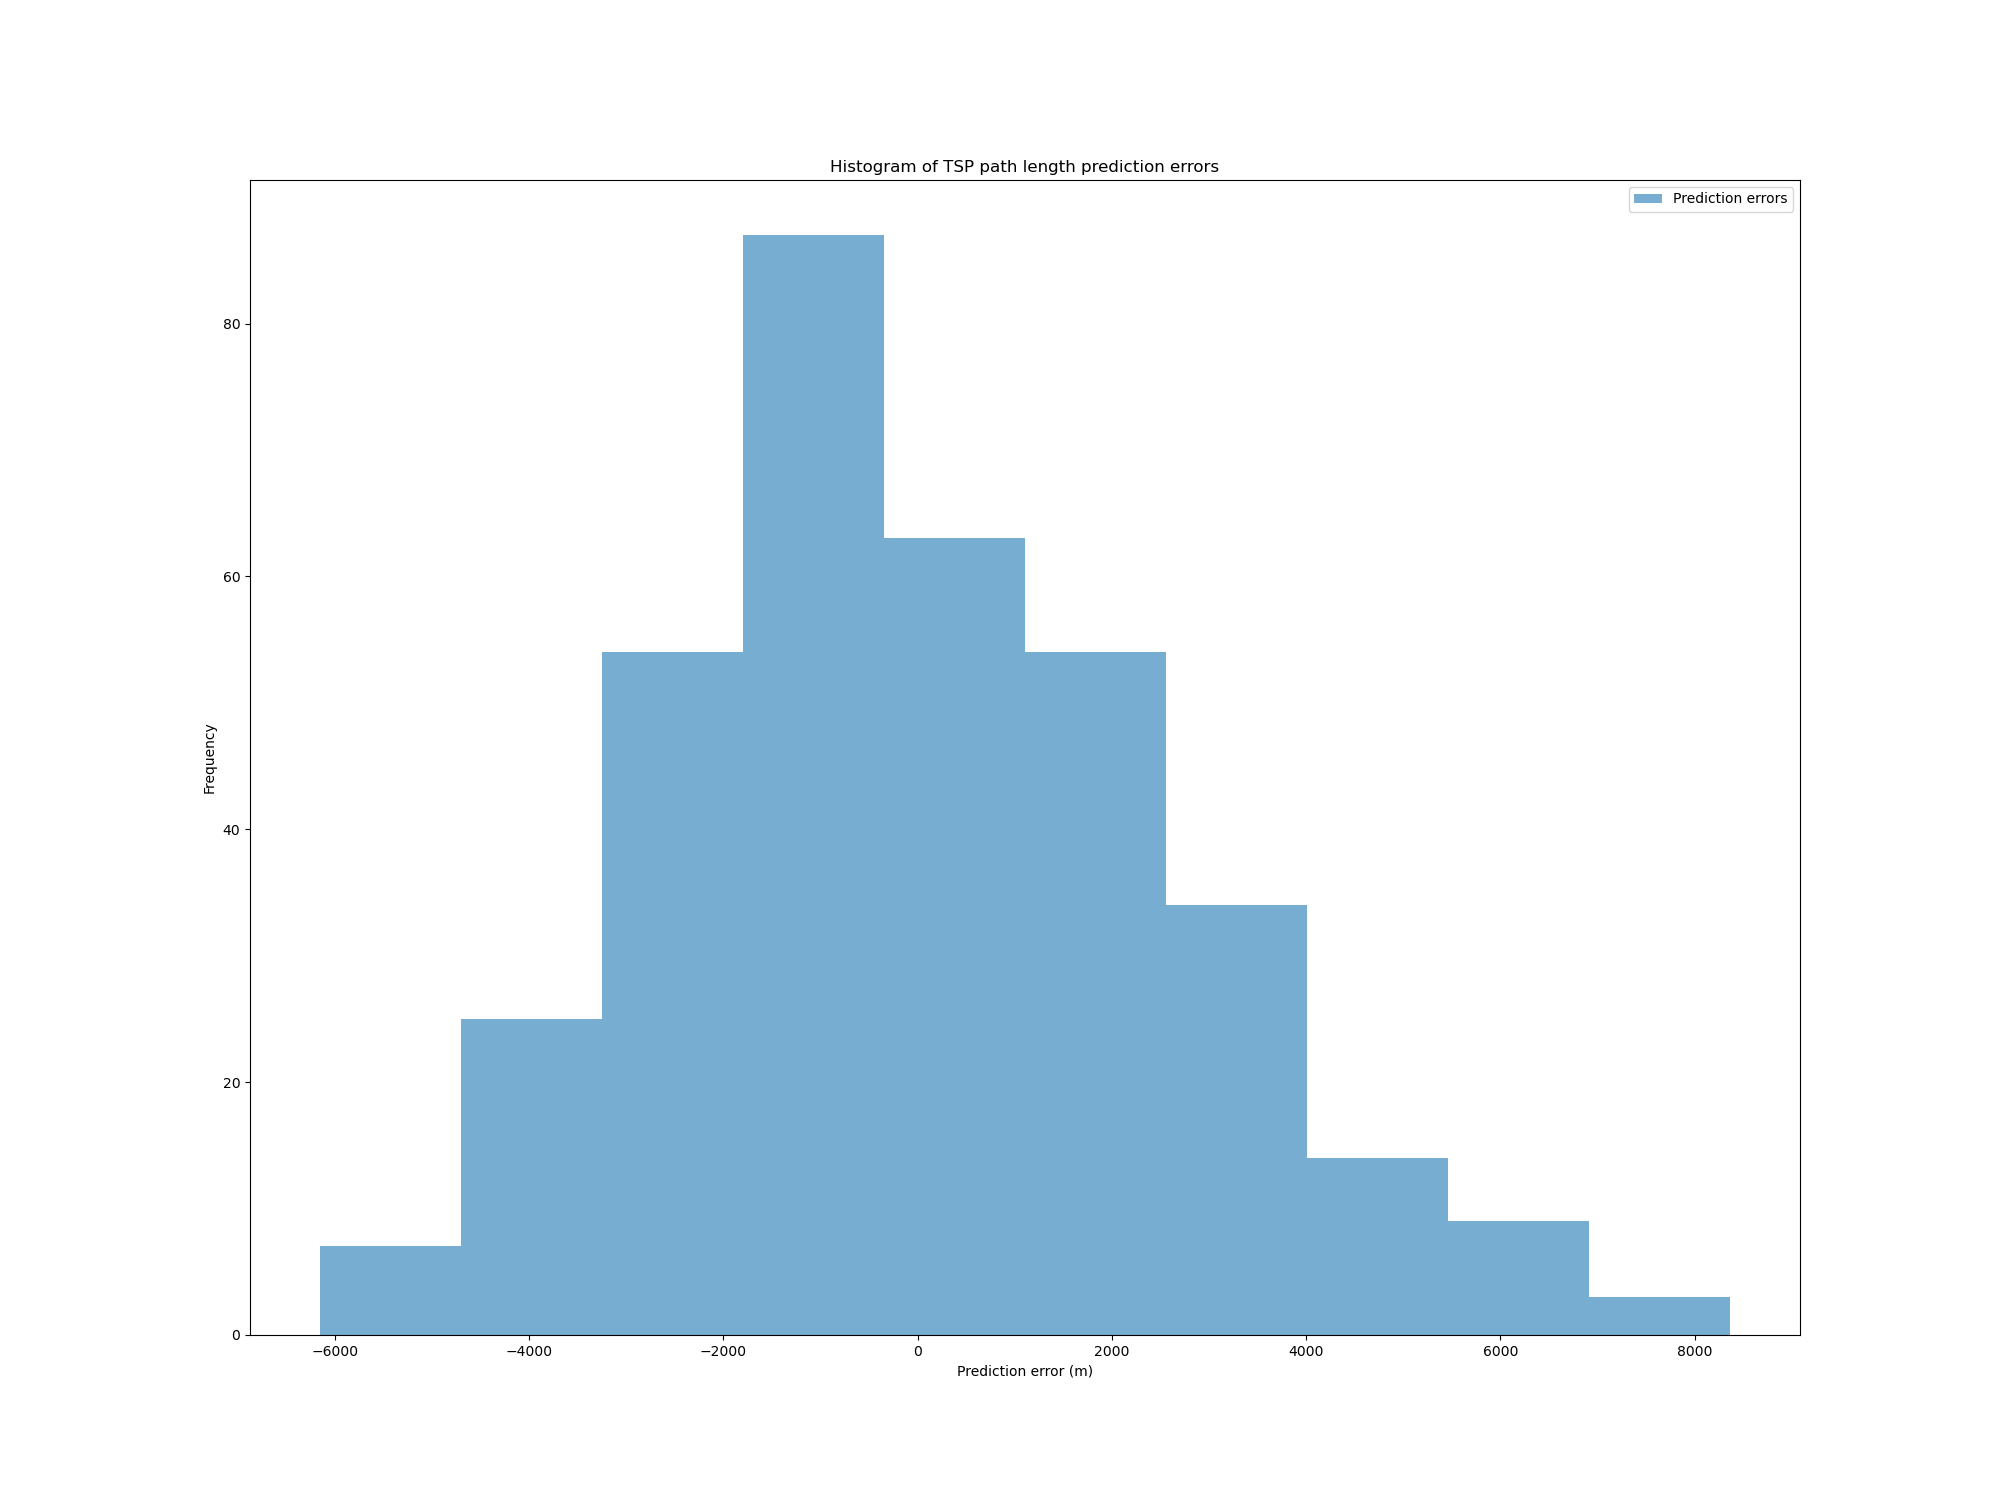 Histogram of TSP path length prediction errors
Prediction errors
80
60
40
20
0
Frequency
−6000 −4000 −2000 0 2000 4000 6000 8000
Prediction error (m)